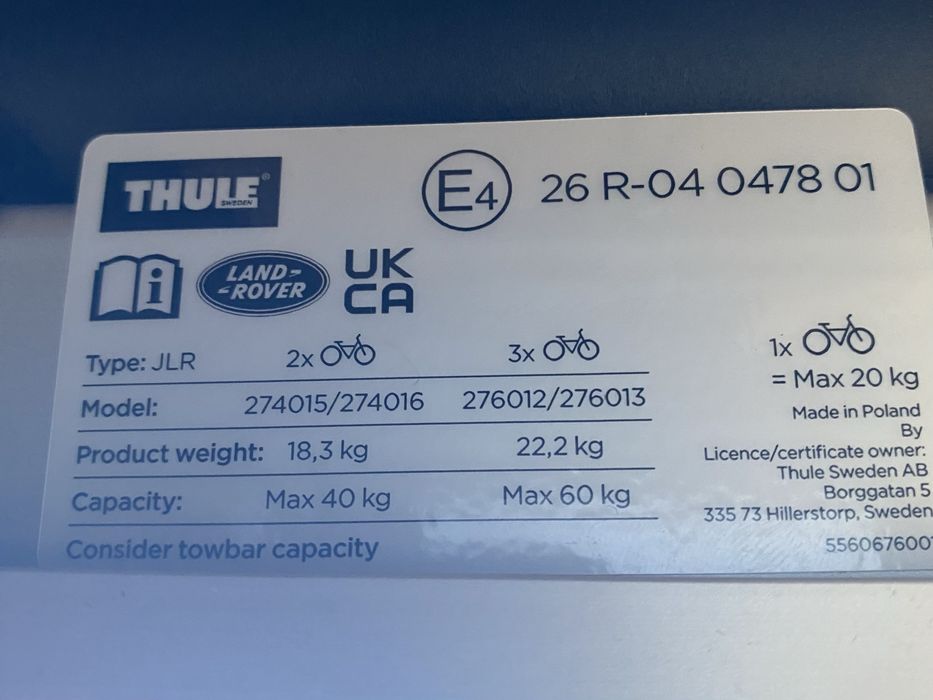 THULE®
SWEDEN
E4 26 R-04 0478 01
LAND-
-ROVER
UK
CA
Type: JLR 2x 3x
Model: 274015/274016 276012/276013
Product weight: 18,3 kg 22,2 kg
Capacity: Max 40 kg Max 60 kg
Consider towbar capacity
1x
= Max 20 kg
Made in Poland
By
Licence/certificate owner:
Thule Sweden AB
Borggatan 5
335 73 Hillerstorp, Sweden